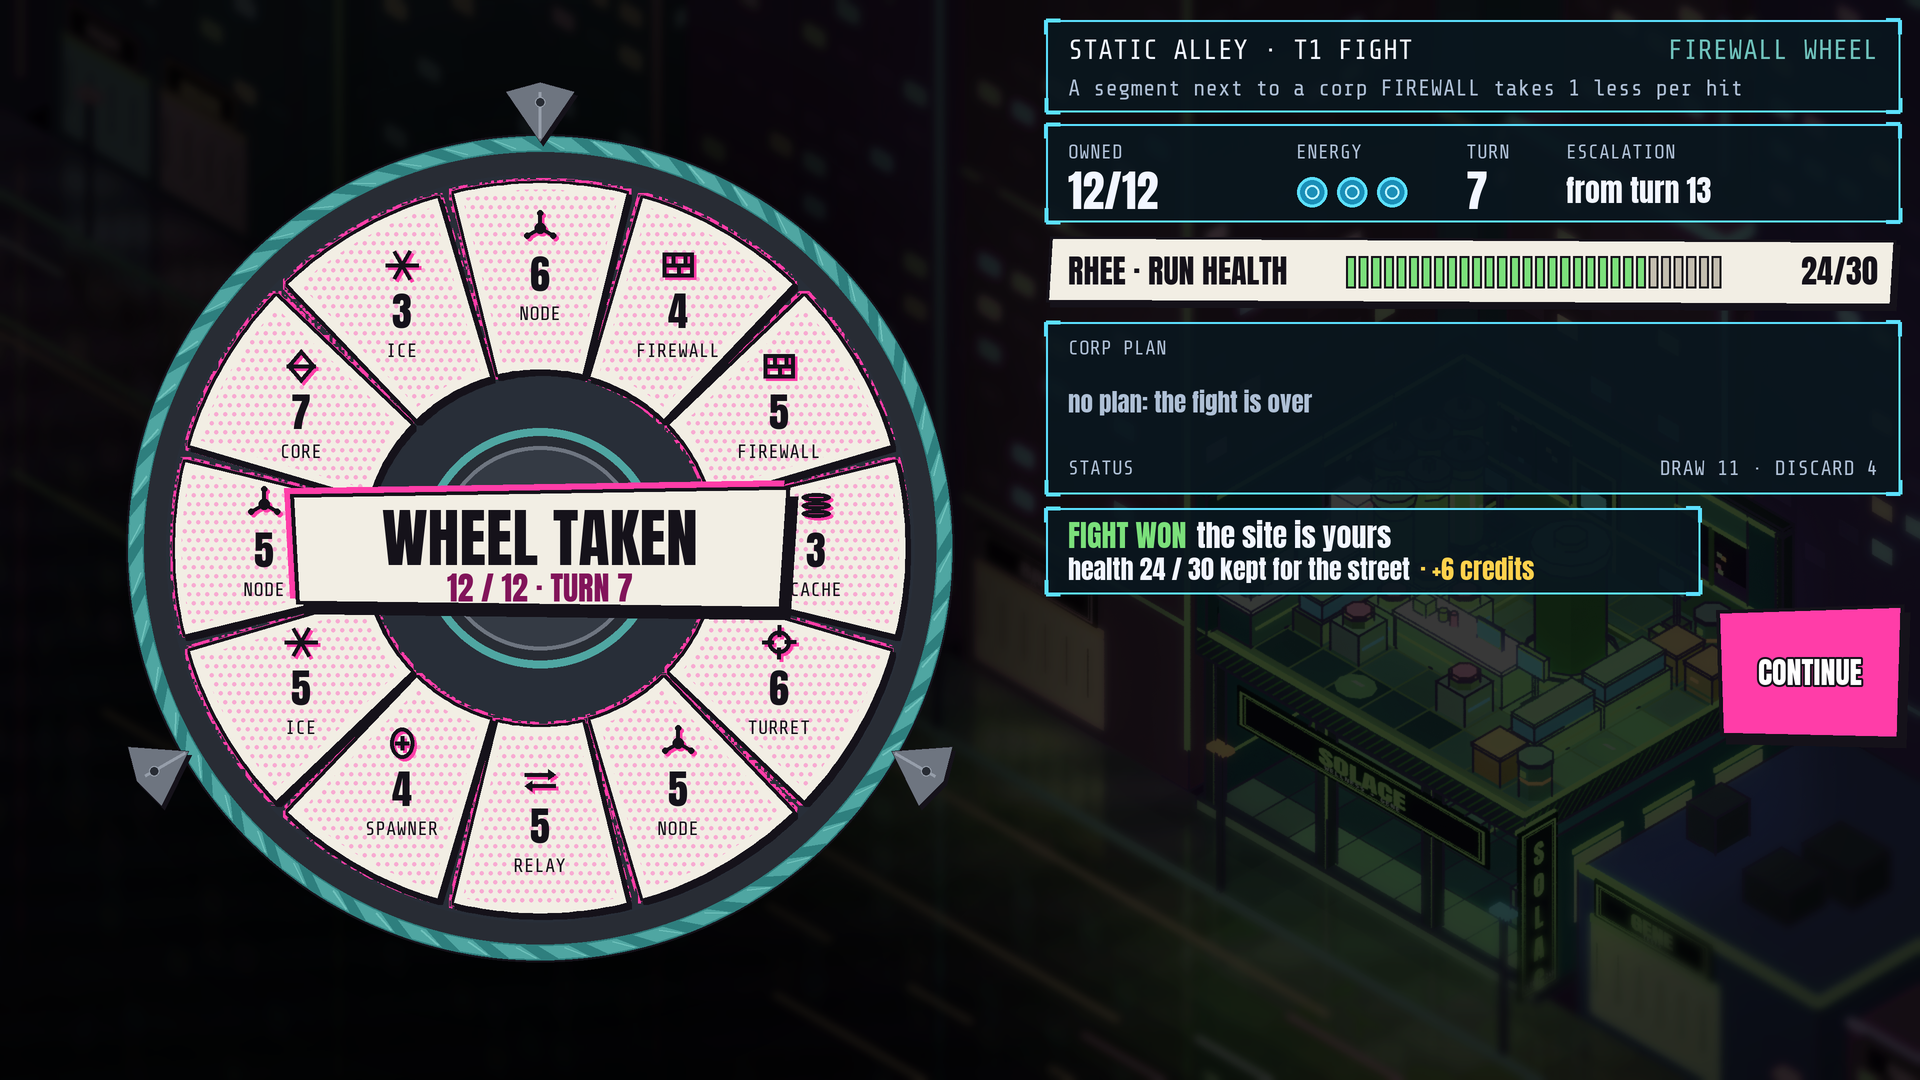 STATIC ALLEY · T1 FIGHT
FIREWALL WHEEL
A segment next to a corp FIREWALL takes 1 less per hit
OWNED
12/12
ENERGY
TURN
7
ESCALATION
from turn 13
RHEE · RUN HEALTH
24/30
CORP PLAN
no plan: the fight is over
STATUS
DRAW 11 · DISCARD 4
FIGHT WON the site is yours
health 24 / 30 kept for the street · +6 credits
CONTINUE
6
NODE
4
FIREWALL
5
FIREWALL
3
CACHE
6
TURRET
5
NODE
5
RELAY
4
SPAWNER
5
ICE
5
NODE
7
CORE
3
ICE
WHEEL TAKEN
12 / 12 · TURN 7
SOLACE